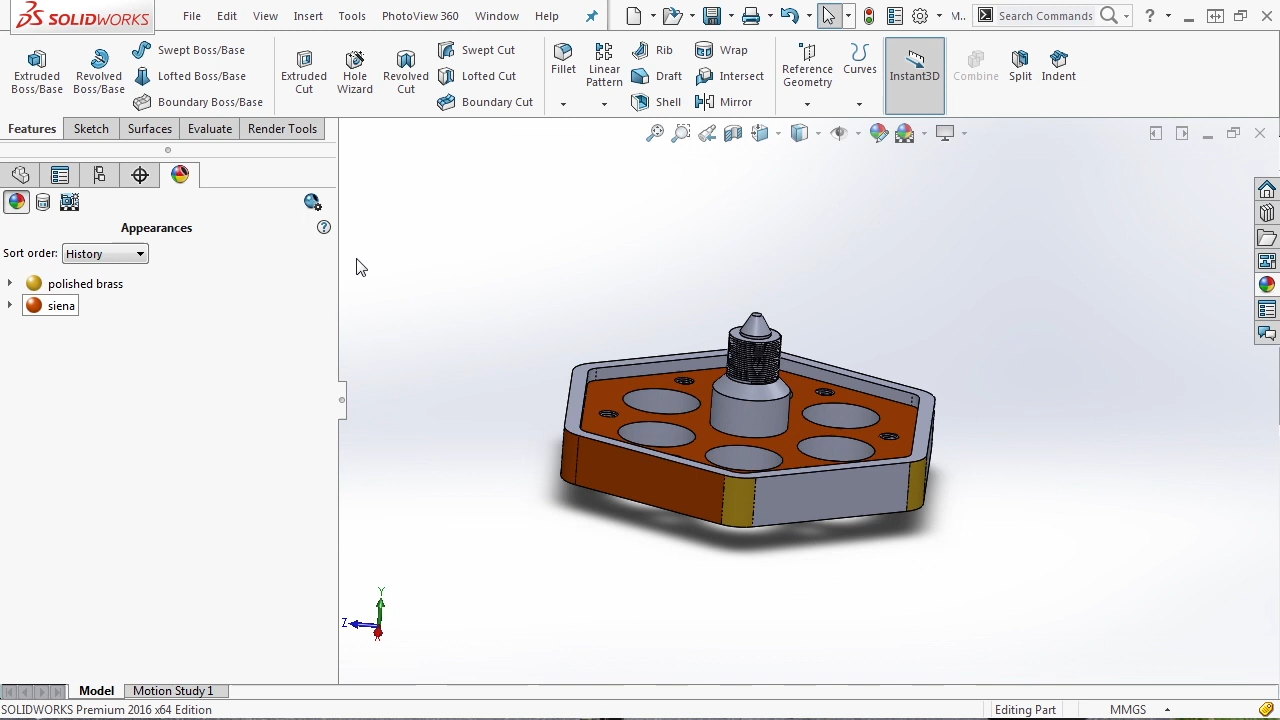 SOLIDWORKS File Edit View Insert Tools PhotoView 360 Window Help M... Search Commands ?
Extruded Boss/Base
Revolved Boss/Base
Swept Boss/Base
Lofted Boss/Base
Boundary Boss/Base
Extruded Cut
Hole Wizard
Revolved Cut
Swept Cut
Lofted Cut
Boundary Cut
Fillet
Linear Pattern
Rib
Draft
Shell
Wrap
Intersect
Mirror
Reference Geometry
Curves
Instant3D
Combine
Split
Indent
Features Sketch Surfaces Evaluate Render Tools
Appearances ?
Sort order: History
polished brass
siena
Y
Z
X
Model Motion Study 1
SOLIDWORKS Premium 2016 x64 Edition Editing Part MMGS